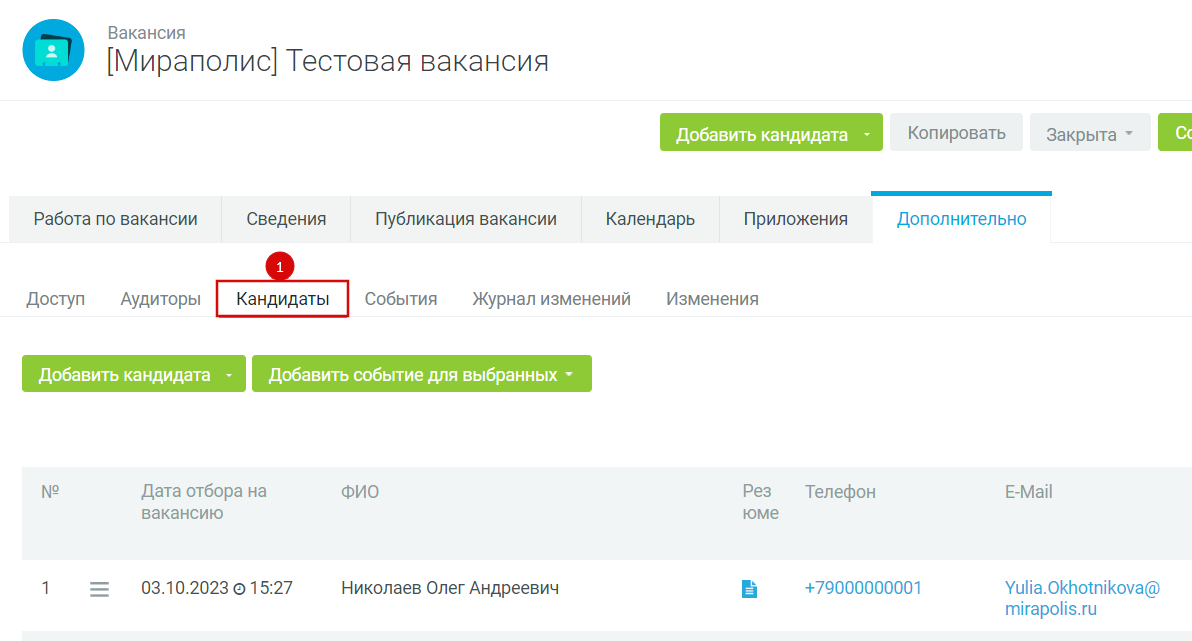 Вакансия
[Мираполис] Тестовая вакансия
Добавить кандидата Копировать Закрыта
Работа по вакансии Сведения Публикация вакансии Календарь Приложения Дополнительно
1
Доступ Аудиторы Кандидаты События Журнал изменений Изменения
Добавить кандидата Добавить событие для выбранных
№ Дата отбора на ФИО Рез Телефон E-Mail
вакансию юме
1 03.10.2023 15:27 Николаев Олег Андреевич +79000000001 Yulia.Okhotnikova@
mirapolis.ru